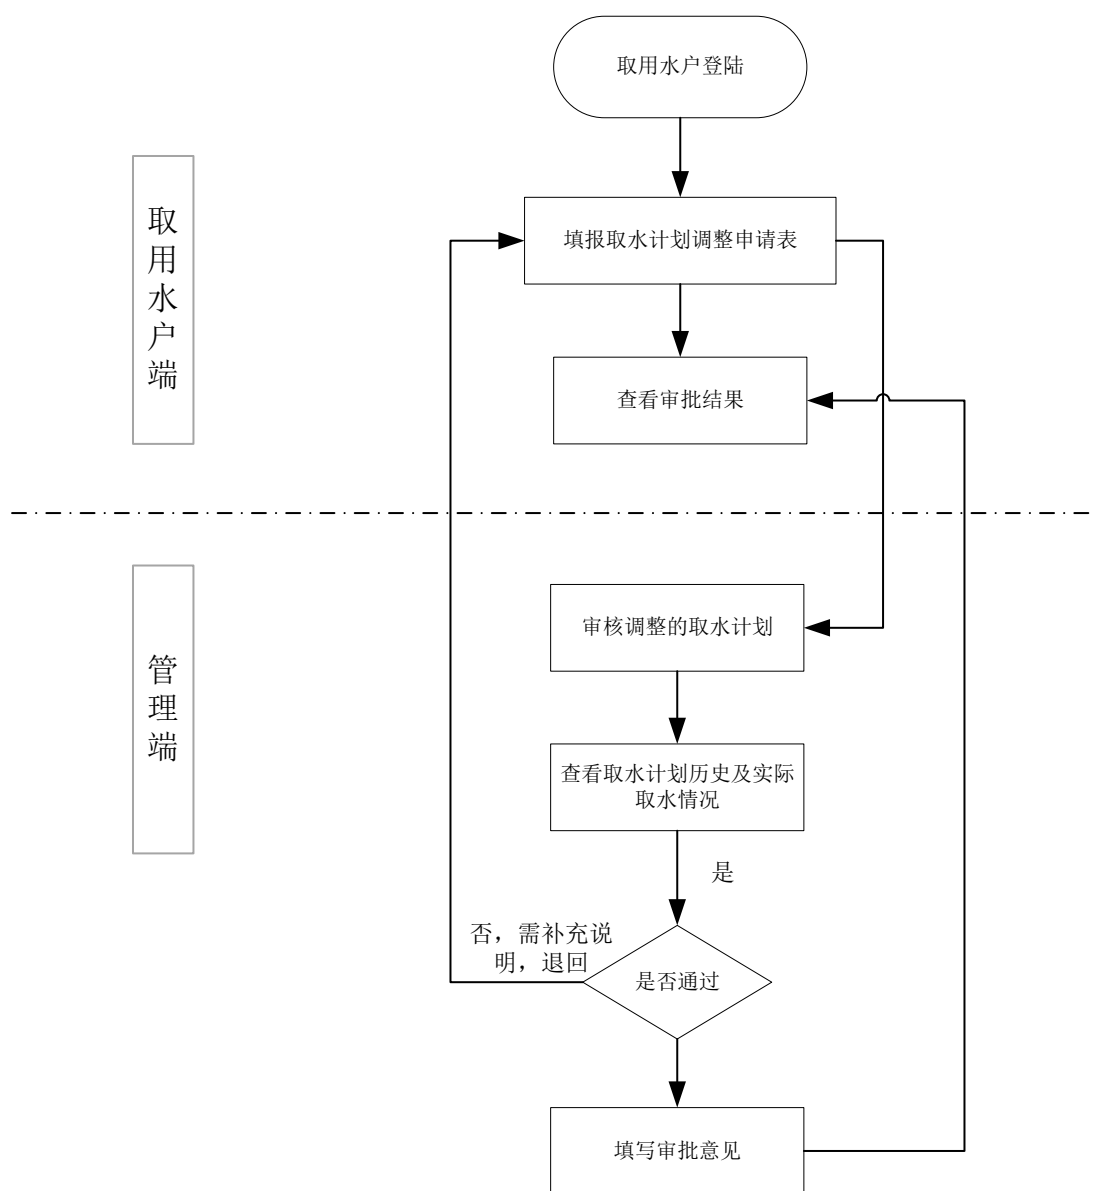 取用水户登陆
取用水户端
填报取水计划调整申请表
查看审批结果
管理端
审核调整的取水计划
查看取水计划历史及实际
取水情况
是
否，需补充说
明，退回
是否通过
填写审批意见